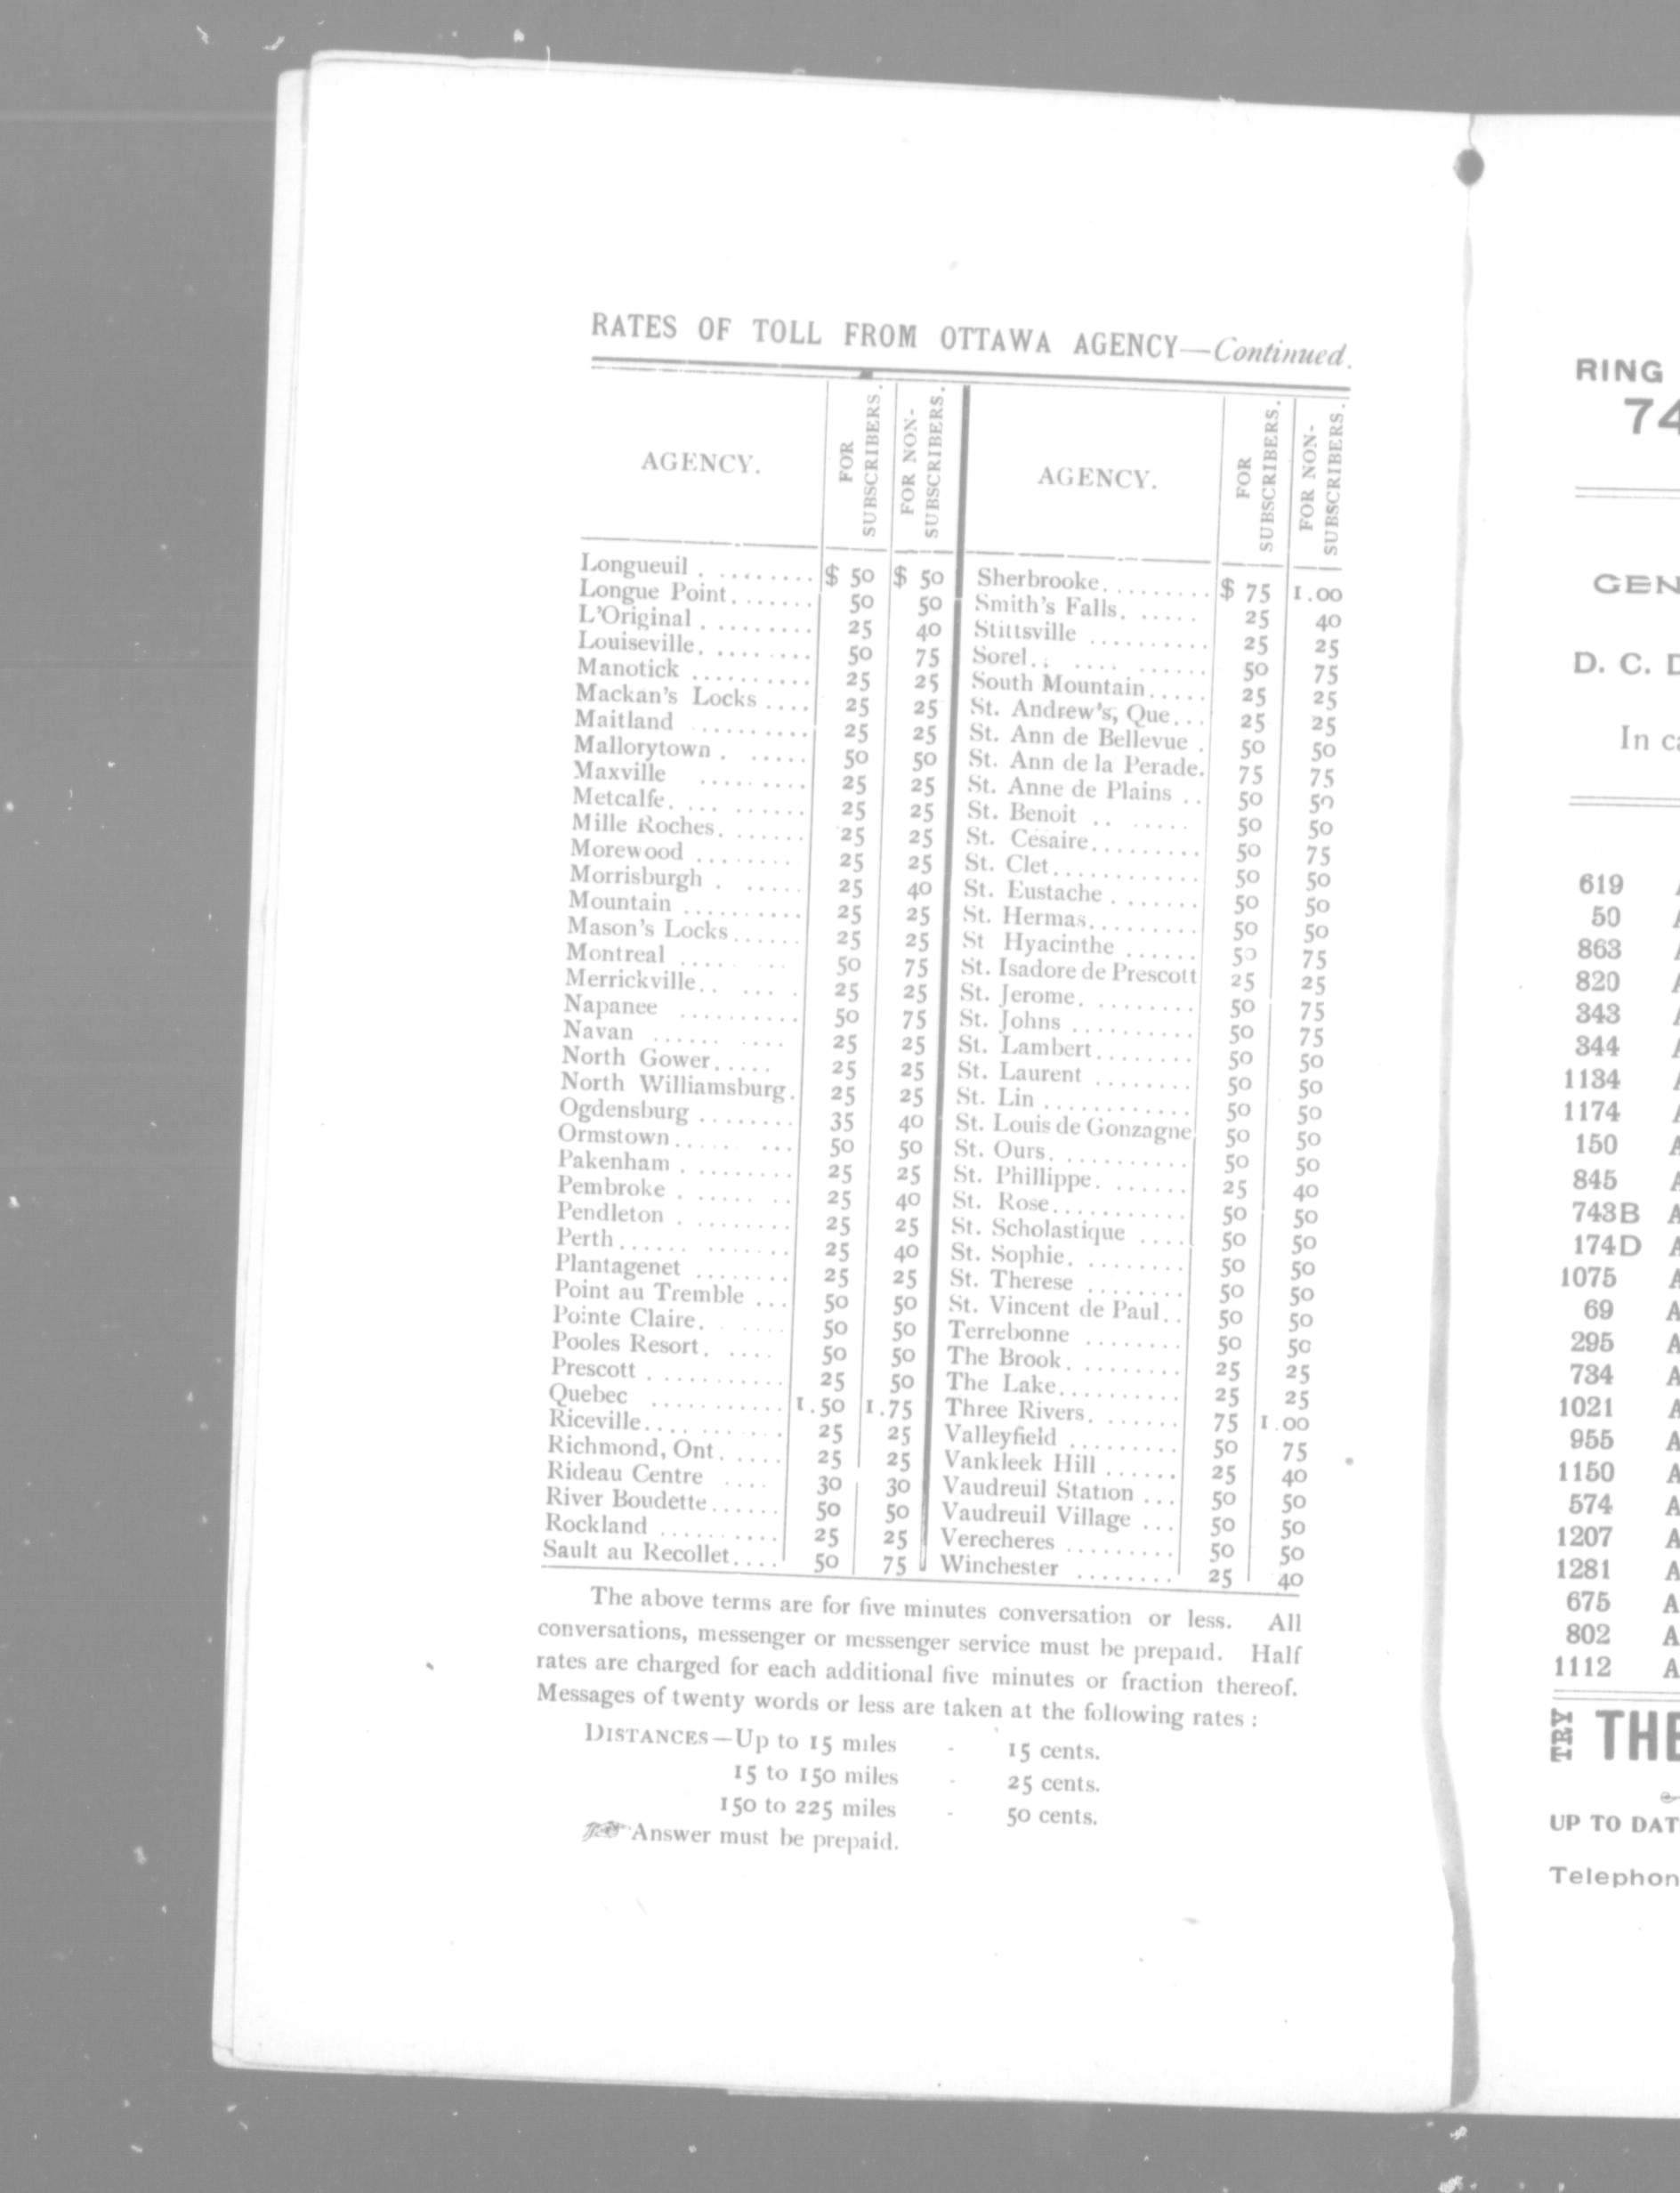 RATES OF TOLL FROM OTTAWA AGENCY—Continued.
AGENCY.
FOR SUBSCRIBERS.
FOR NON-SUBSCRIBERS.
AGENCY.
FOR SUBSCRIBERS.
FOR NON-SUBSCRIBERS.
Longueuil . ........ $ 50 $ 50
Longue Point....... 50 50
L'Original ......... 25 40
Louiseville......... 50 75
Manotick .......... 25 25
Mackan's Locks .... 25 25
Maitland ......... 25 25
Mallorytown . ..... 50 50
Maxville ........ 25 25
Metcalfe. ... ...... 25 25
Mille Roches....... 25 25
Morewood ........ 25 25
Morrisburgh . ..... 25 40
Mountain .......... 25 25
Mason's Locks...... 25 25
Montreal .... ... 50 75
Merrickville.. .... . 25 25
Napanee .......... 50 75
Navan ...... .... 25 25
North Gower..... 25 25
North Williamsburg. 25 25
Ogdensburg ........ 35 40
Ormstown..... ... 50 50
Pakenham . ........ 25 25
Pembroke . ..... .. 25 40
Pendleton . ........ 25 25
Perth...... ....... 25 40
Plantagenet ........ 25 25
Point au Tremble ... 50 50
Pointe Claire. ..... 50 50
Pooles Resort. .... 50 50
Prescott ........... 25 50
Quebec ........... 1.50 1.75
Riceville.... ...... 25 25
Richmond, Ont. .... 25 25
Rideau Centre .... 30 30
River Boudette...... 50 50
Rockland .......... 25 25
Sault au Recollet.... 50 75
Sherbrooke......... $ 75 1.00
Smith's Falls. ..... 25 40
Stittsville .......... 25 25
Sorel.. .... ...... 50 75
South Mountain..... 25 25
St. Andrew's, Que... 25 25
St. Ann de Bellevue . 50 50
St. Ann de la Perade. 75 75
St. Anne de Plains .. 50 50
St. Benoit .. ..... 50 50
St. Cesaire......... 50 75
St. Clet............ 50 50
St. Eustache ....... 50 50
St. Hermas......... 50 50
St Hyacinthe ...... 50 75
St. Isadore de Prescott 25 25
St. Jerome. ........ 50 75
St. Johns .......... 50 75
St. Lambert........ 50 50
St. Laurent ........ 50 50
St. Lin ............ 50 50
St. Louis de Gonzagne 50 50
St. Ours. .......... 50 50
St. Phillippe. ...... 25 40
St. Rose........... 50 50
St. Scholastique .... 50 50
St. Sophie. ........ 50 50
St. Therese ........ 50 50
St. Vincent de Paul.. 50 50
Terrebonne ........ 50 50
The Brook. ........ 25 25
The Lake.......... 25 25
Three Rivers. ...... 75 1.00
Valleyfield ......... 50 75
Vankleek Hill ...... 25 40
Vaudreuil Station ... 50 50
Vaudreuil Village ... 50 50
Verecheres ......... 50 50
Winchester ........ 25 40
The above terms are for five minutes conversation or less. All
conversations, messenger or messenger service must be prepaid. Half
rates are charged for each additional five minutes or fraction thereof.
Messages of twenty words or less are taken at the following rates :
DISTANCES—Up to 15 miles - 15 cents.
15 to 150 miles - 25 cents.
150 to 225 miles - 50 cents.
Answer must be prepaid.
RING
74
GEN
D. C. D
In ca
619 A
50 A
863 A
820 A
343 A
344 A
1134 A
1174 A
150 A
845 A
743B A
174D A
1075 A
69 A
295 A
734 A
1021 A
955 A
1150 A
574 A
1207 A
1281 A
675 A
802 A
1112 A
TRY THE
UP TO DAT
Telephon